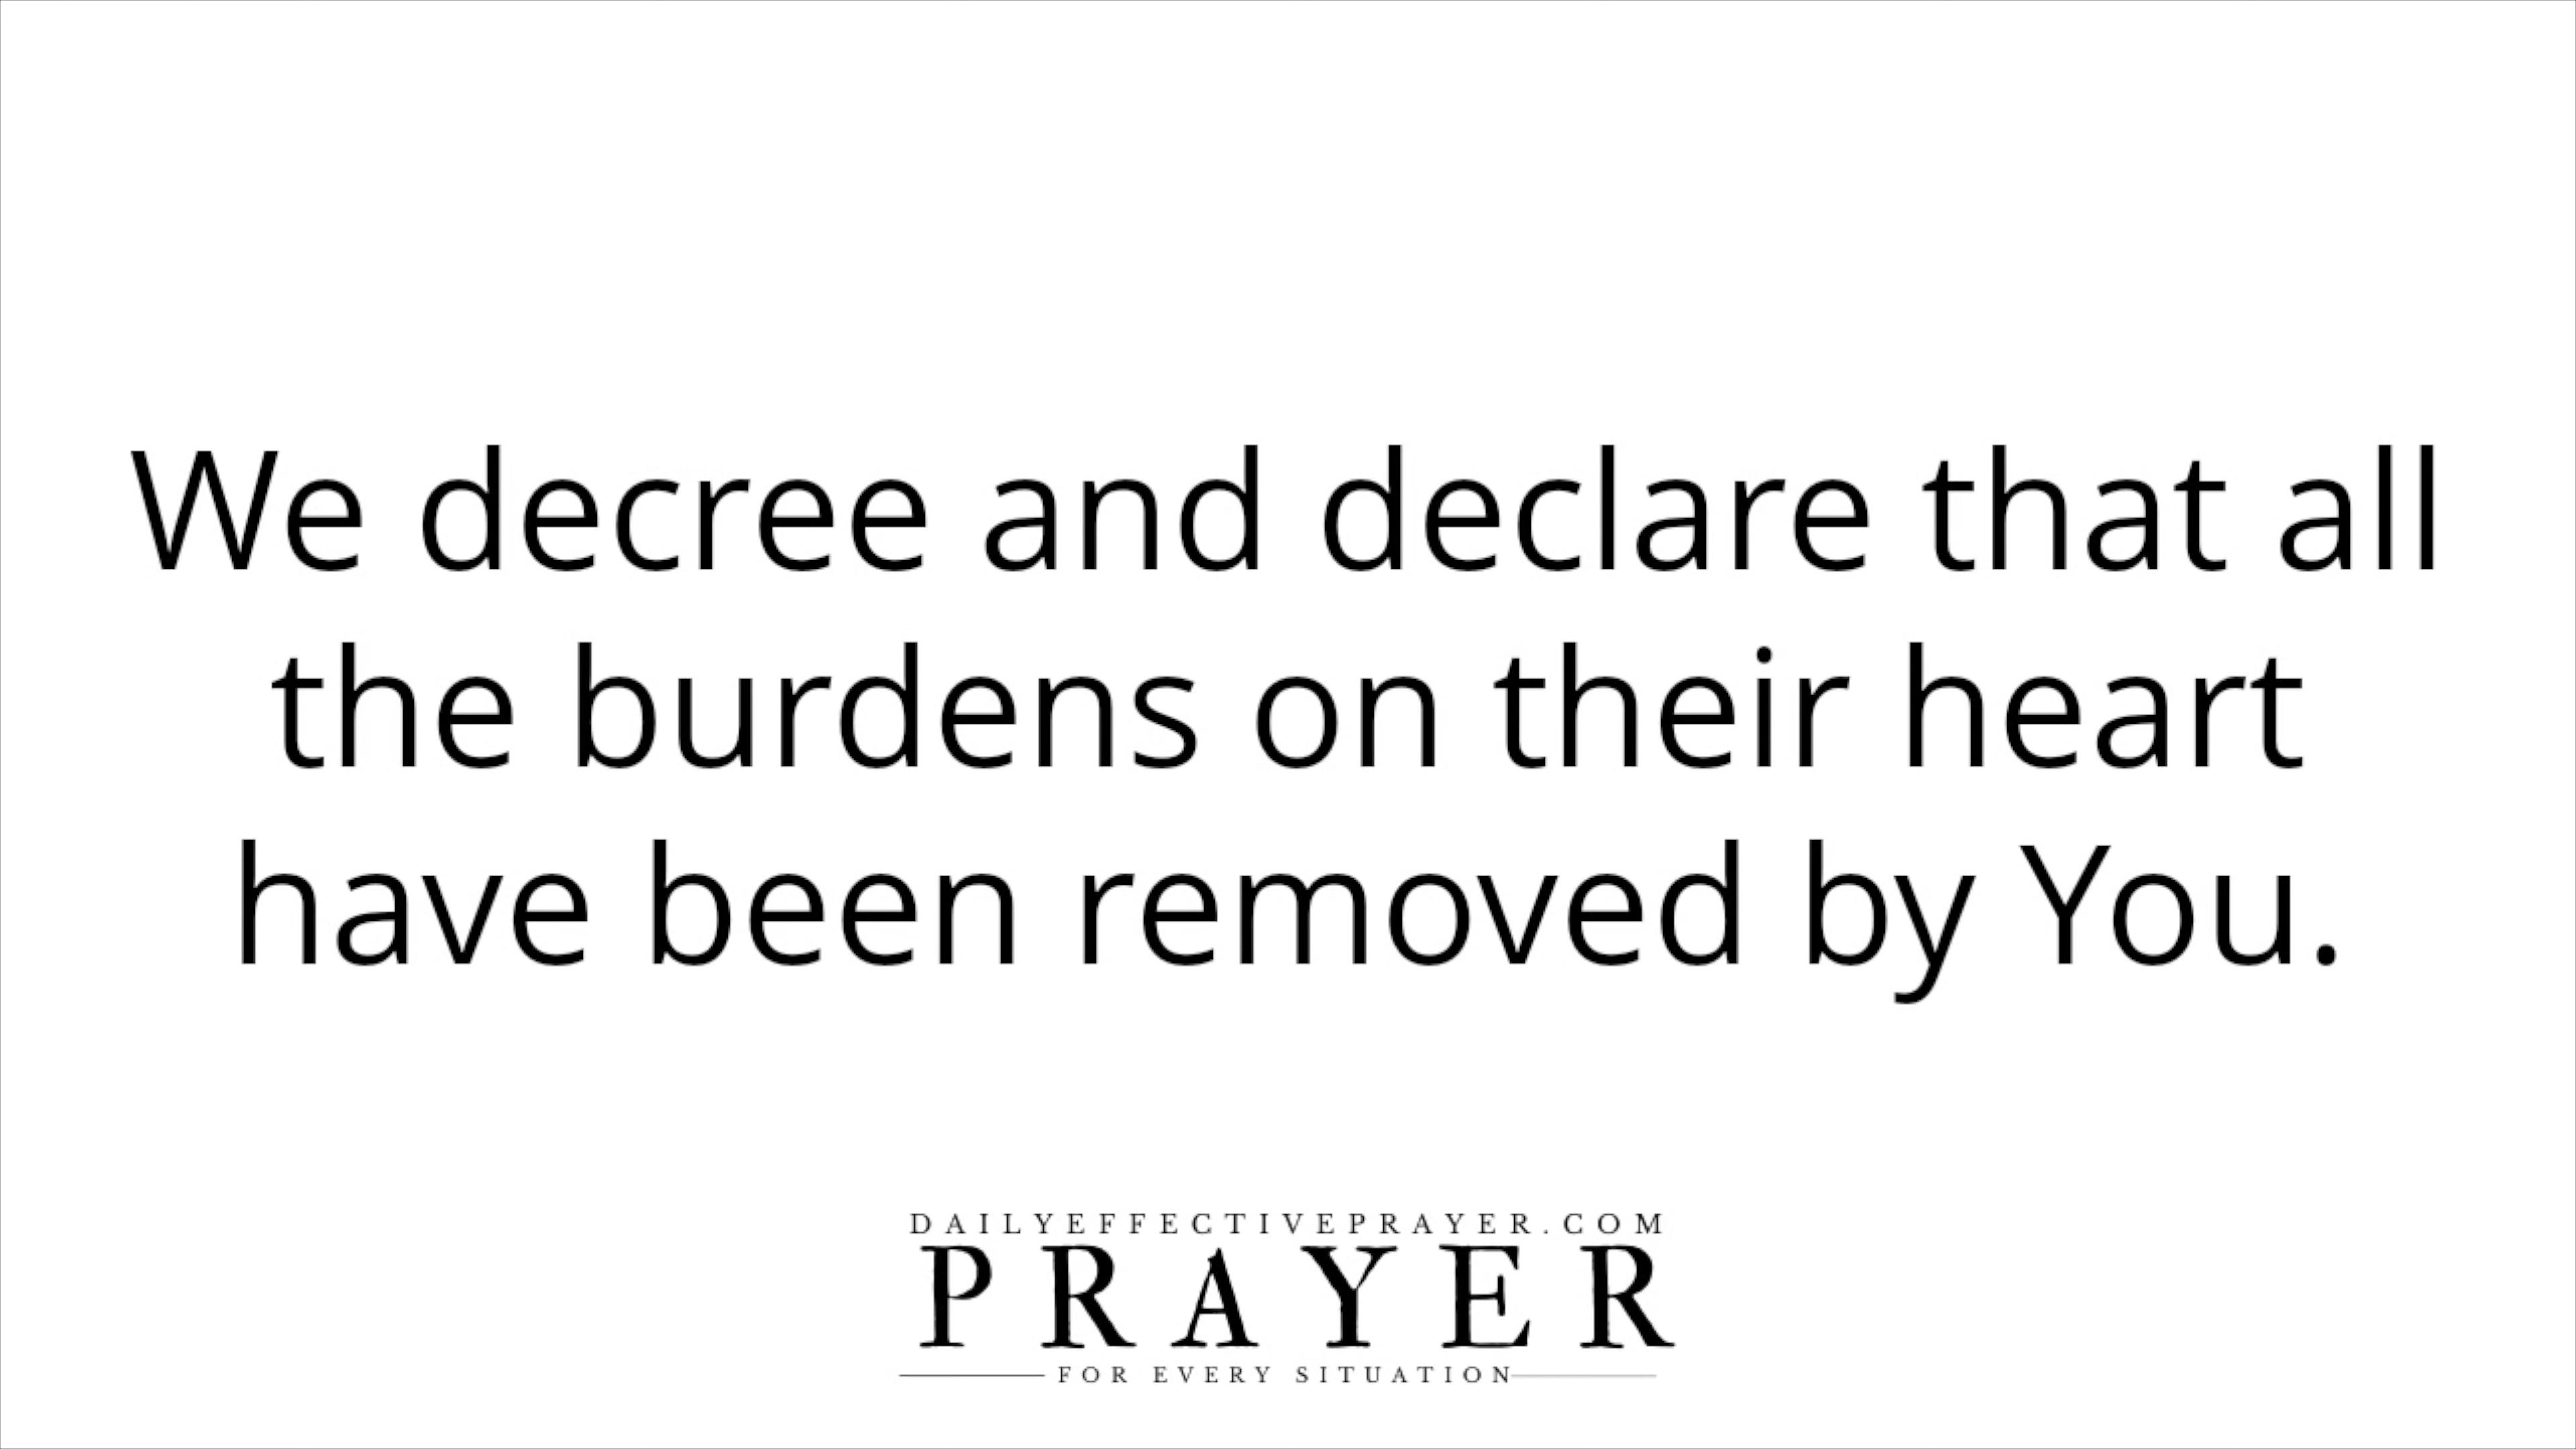 We decree and declare that all
the burdens on their heart
have been removed by You.
DAILYEFFECTIVEPRAYER.COM
PRAYER
FOR EVERY SITUATION